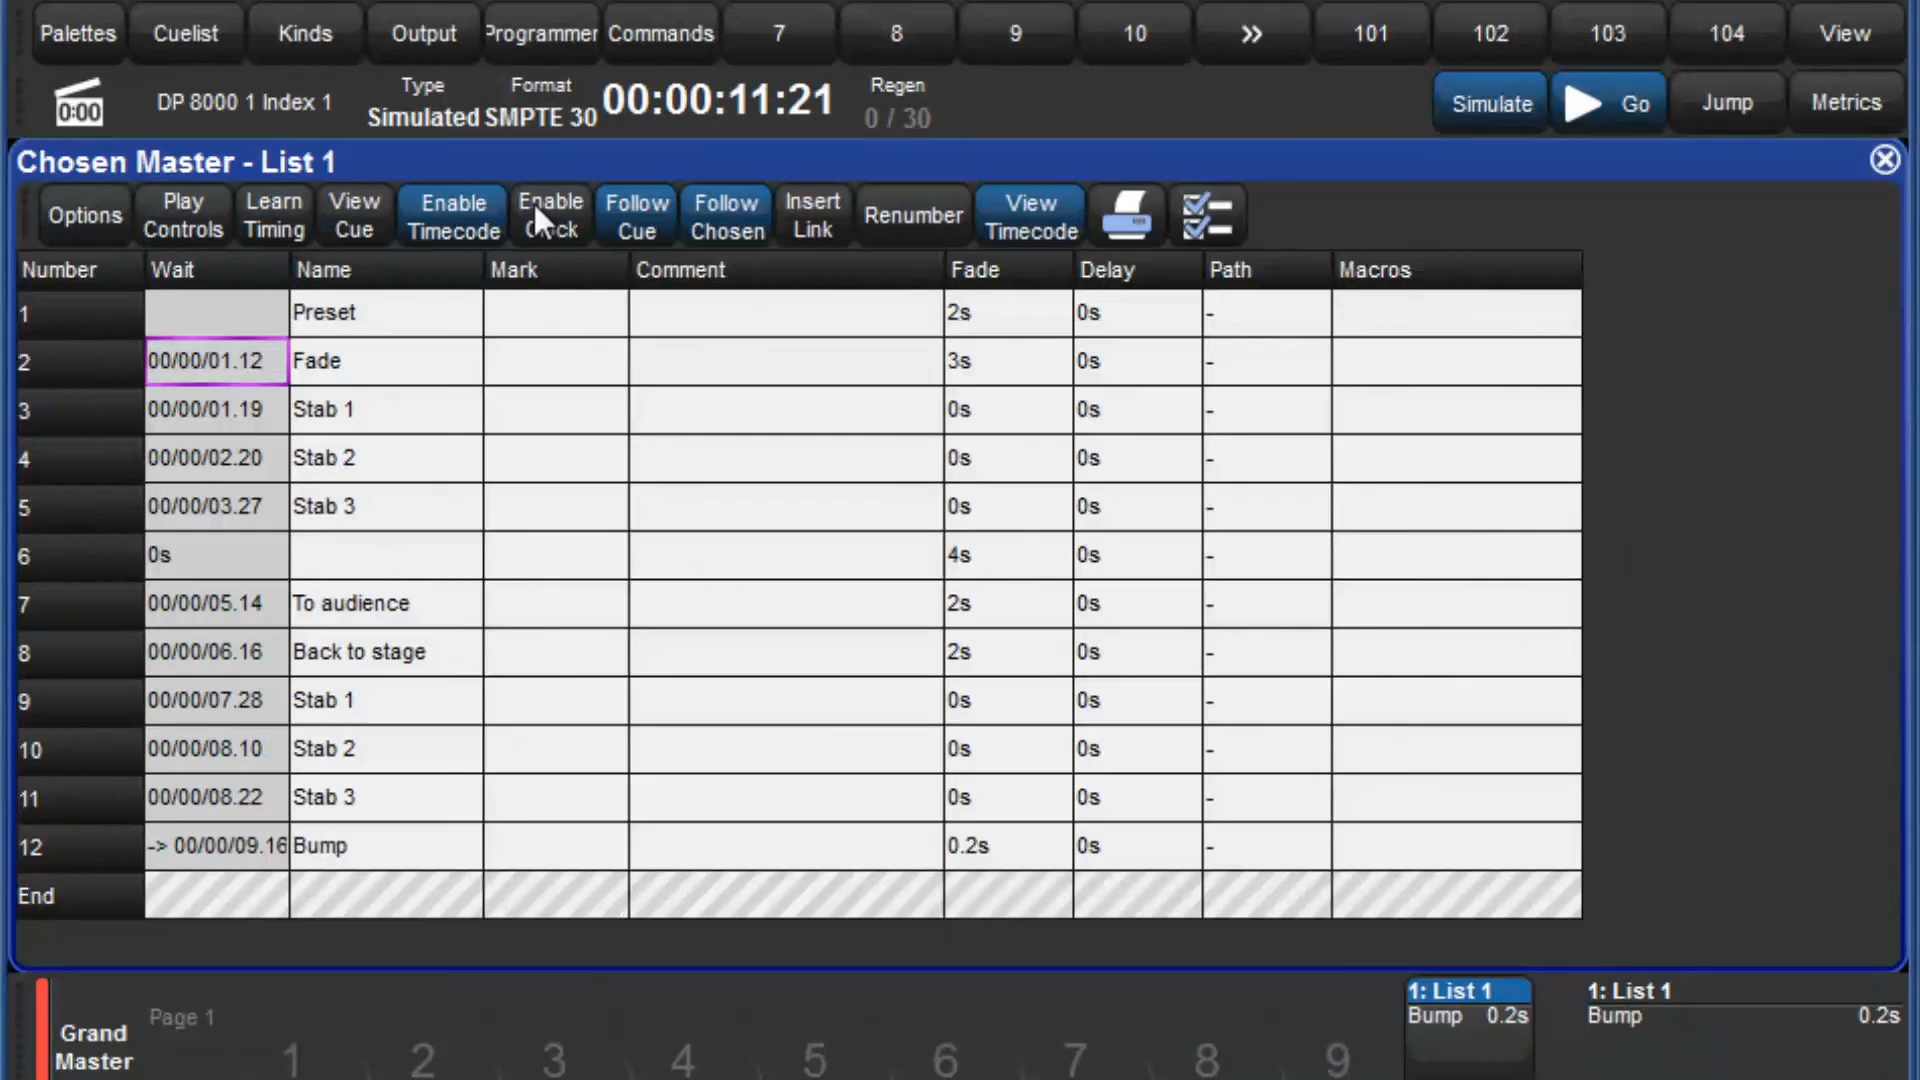 Palettes Cuelist Kinds Output Programmer Commands 7 8 9 10 » 101 102 103 104 View
Type Format Regen
0:00 DP 8000 1 Index 1 Simulated SMPTE 30 00:00:11:21 0 / 30 Simulate Go Jump Metrics
Chosen Master - List 1
Options Play Controls Learn Timing View Cue Enable Timecode Enable Follow Cue Follow Chosen Insert Link Renumber View Timecode
Number Wait Name Mark Comment Fade Delay Path Macros
1 Preset 2s 0s -
2 00/00/01.12 Fade 3s 0s -
3 00/00/01.19 Stab 1 0s 0s -
4 00/00/02.20 Stab 2 0s 0s -
5 00/00/03.27 Stab 3 0s 0s -
6 0s 4s 0s -
7 00/00/05.14 To audience 2s 0s -
8 00/00/06.16 Back to stage 2s 0s -
9 00/00/07.28 Stab 1 0s 0s -
10 00/00/08.10 Stab 2 0s 0s -
11 00/00/08.22 Stab 3 0s 0s -
12 -> 00/00/09.16 Bump 0.2s 0s -
End
Grand Master
Page 1
1 2 3 4 5 6 7 8 9
1: List 1
Bump 0.2s
1: List 1
Bump 0.2s